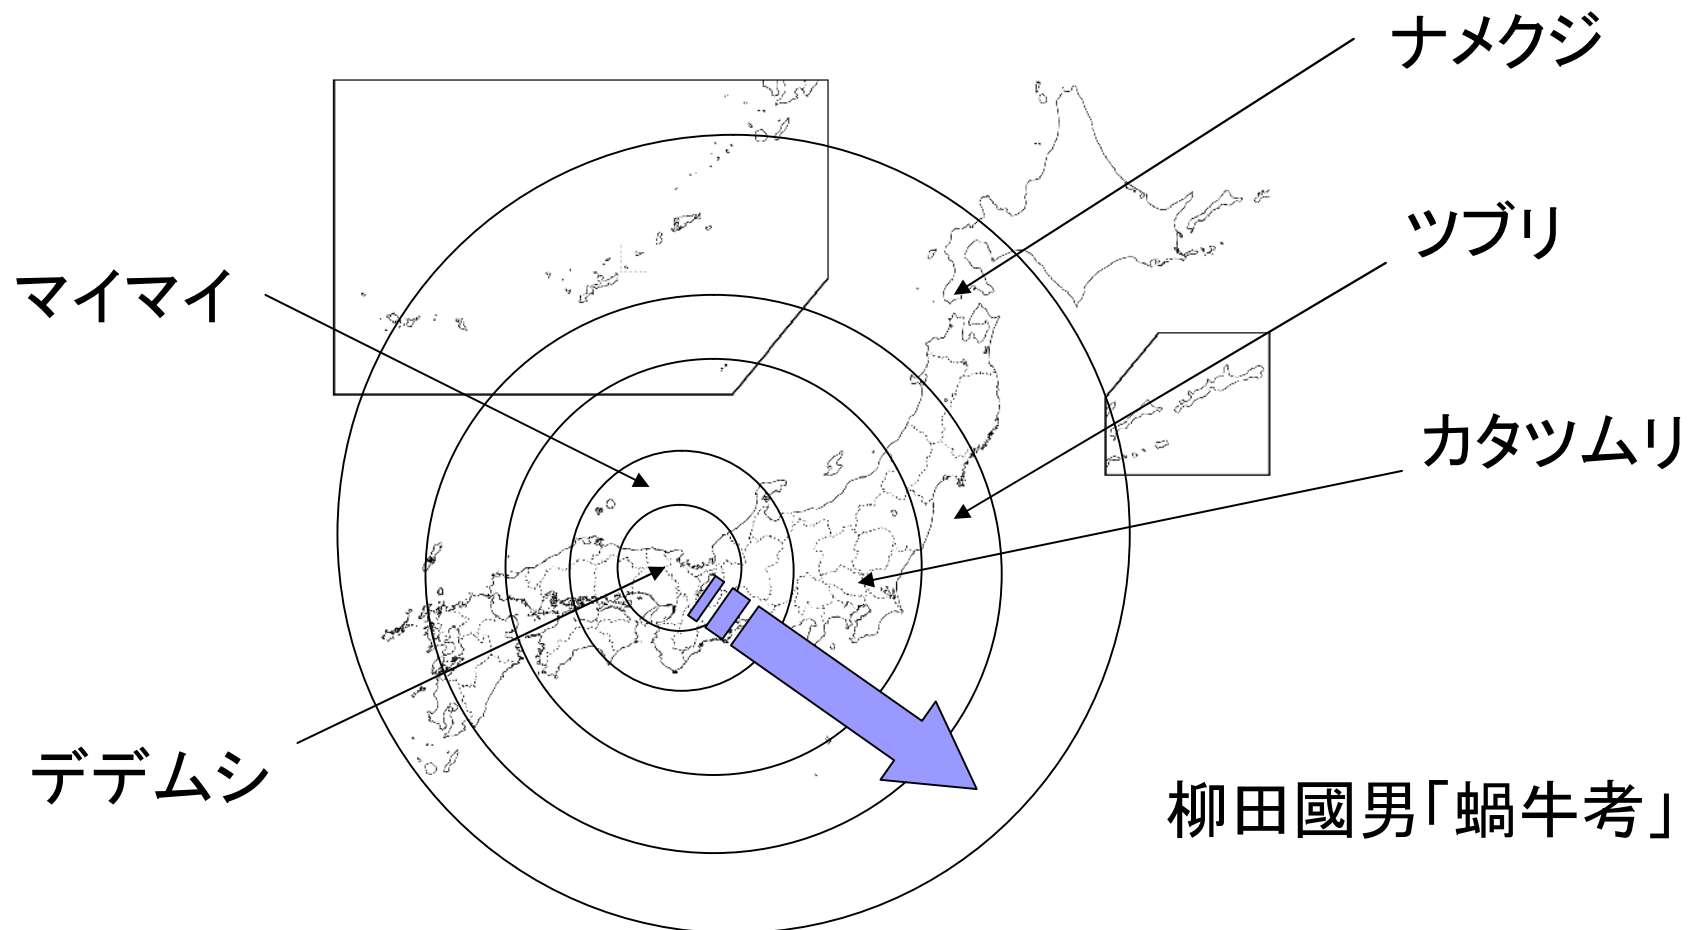 ナメクジ
ツブリ
マイマイ
カタツムリ
デデムシ
柳田國男「蝸牛考」